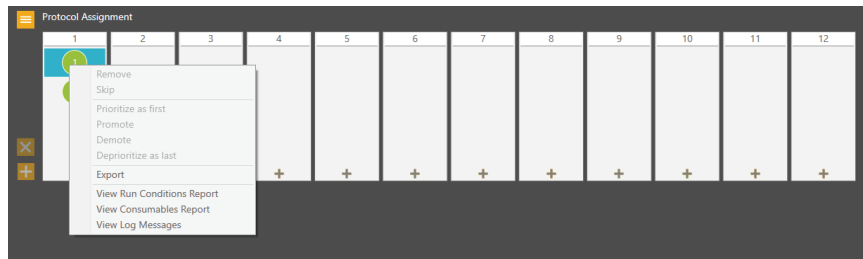 Protocol Assignment
1 2 3 4 5 6 7 8 9 10 11 12
1
Remove
Skip
Prioritize as first
Promote
Demote
Deprioritize as last
Export
View Run Conditions Report
View Consumables Report
View Log Messages